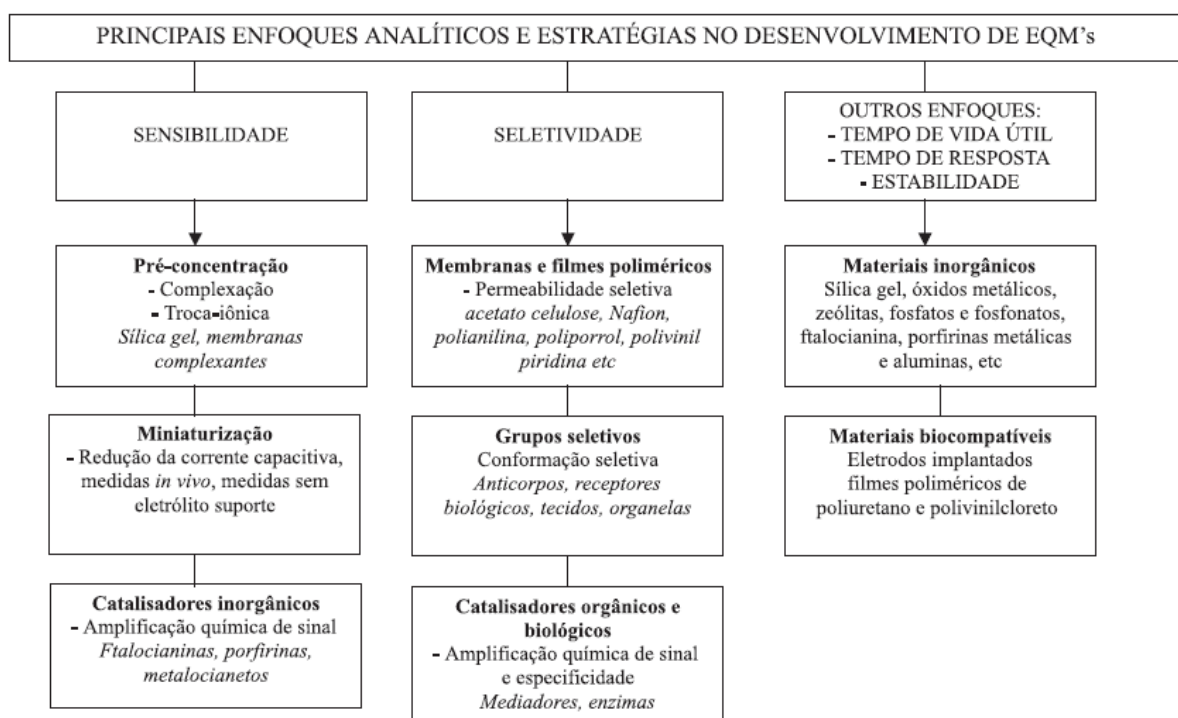 PRINCIPAIS ENFOQUES ANALÍTICOS E ESTRATÉGIAS NO DESENVOLVIMENTO DE EQM’s
SENSIBILIDADE
Pré-concentração
- Complexação
- Troca-iônica
Sílica gel, membranas
complexantes
Miniaturização
- Redução da corrente capacitiva,
medidas in vivo, medidas sem
eletrólito suporte
Catalisadores inorgânicos
- Amplificação química de sinal
Ftalocianinas, porfirinas,
metalocianetos
SELETIVIDADE
Membranas e filmes poliméricos
- Permeabilidade seletiva
acetato celulose, Nafion,
polianilina, poliporrol, polivinil
piridina etc
Grupos seletivos
Conformação seletiva
Anticorpos, receptores
biológicos, tecidos, organelas
Catalisadores orgânicos e
biológicos
- Amplificação química de sinal
e especificidade
Mediadores, enzimas
OUTROS ENFOQUES:
- TEMPO DE VIDA ÚTIL
- TEMPO DE RESPOSTA
- ESTABILIDADE
Materiais inorgânicos
Sílica gel, óxidos metálicos,
zeólitas, fosfatos e fosfonatos,
ftalocianina, porfirinas metálicas
e aluminas, etc
Materiais biocompatíveis
Eletrodos implantados
filmes poliméricos de
poliuretano e polivinilcloreto